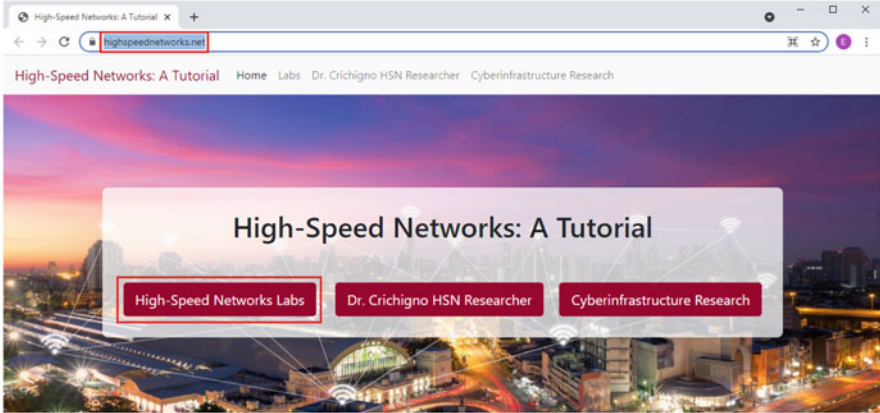 High-Speed Networks: A Tutorial
highspeednetworks.net
E
High-Speed Networks: A Tutorial Home Labs Dr. Crichigno HSN Researcher Cyberinfrastructure Research
High-Speed Networks: A Tutorial
High-Speed Networks Labs Dr. Crichigno HSN Researcher Cyberinfrastructure Research